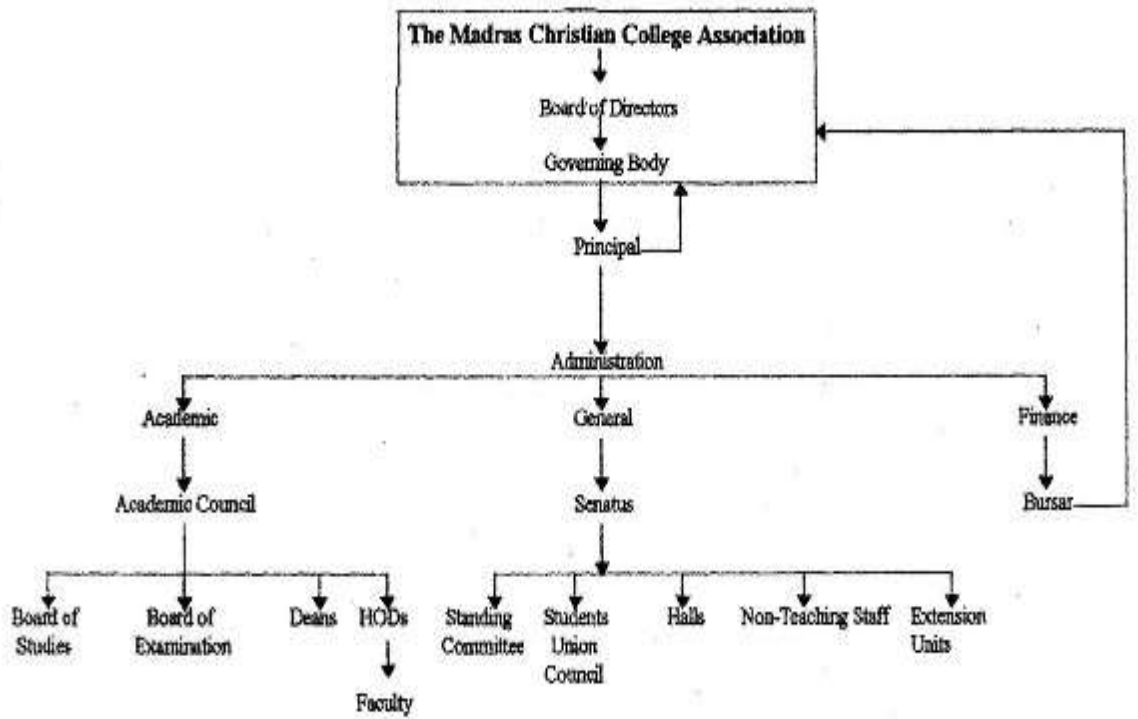 The Madras Christian College Association
Board of Directors
Governing Body
Principal
Administration
Academic
General
Finance
Academic Council
Senatus
Bursar
Board of
Studies
Board of
Examination
Deans
HODs
Standing
Committee
Students
Union
Council
Halls
Non-Teaching Staff
Extension
Units
Faculty